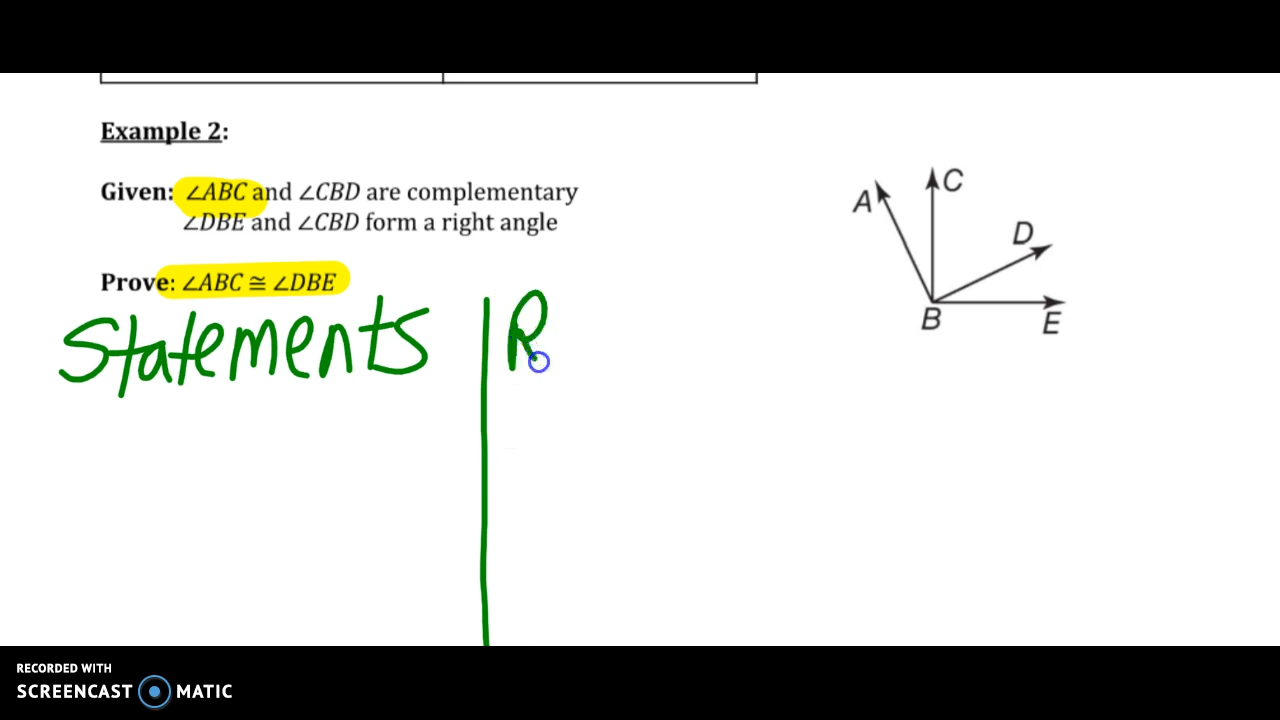 Example 2:
Given: ∠ABC and ∠CBD are complementary
∠DBE and ∠CBD form a right angle
Prove: ∠ABC ≅ ∠DBE
Statements R
A
C
D
B
E
RECORDED WITH
SCREENCAST MATIC